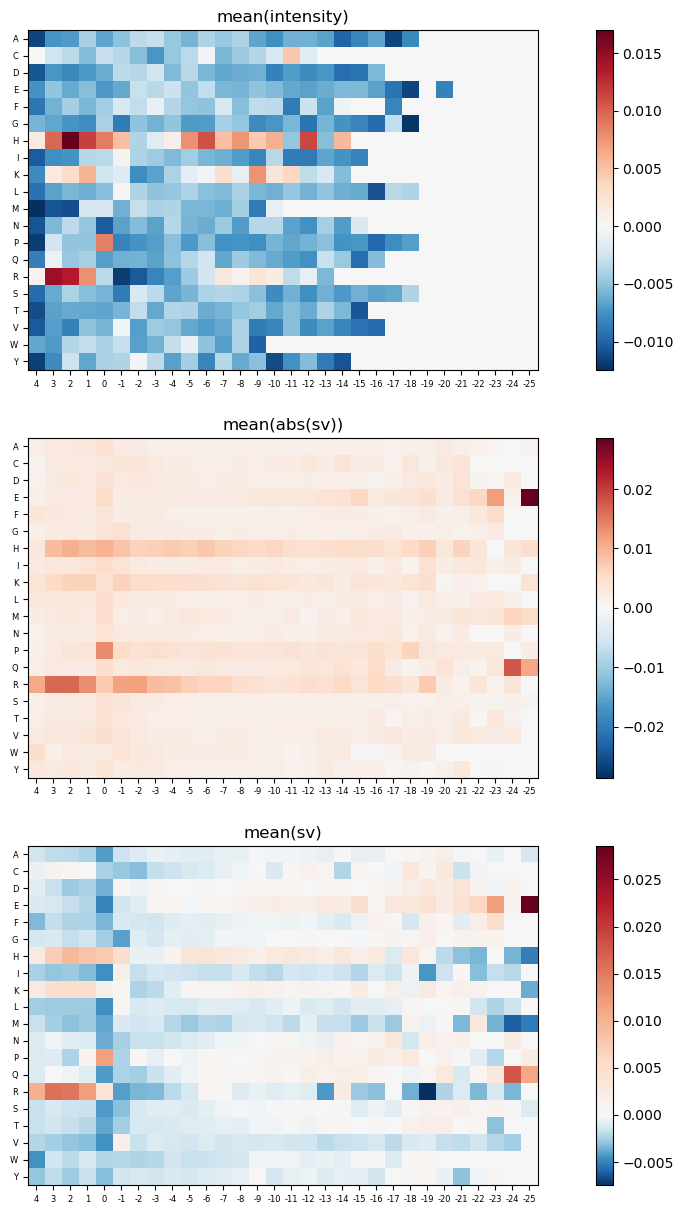 mean(intensity)
A
C
D
E
F
G
H
I
K
L
M
N
P
Q
R
S
T
V
W
Y
4 3 2 1 0 -1 -2 -3 -4 -5 -6 -7 -8 -9 -10 -11 -12 -13 -14 -15 -16 -17 -18 -19 -20 -21 -22 -23 -24 -25
0.015
0.010
0.005
0.000
−0.005
−0.010
mean(abs(sv))
A
C
D
E
F
G
H
I
K
L
M
N
P
Q
R
S
T
V
W
Y
4 3 2 1 0 -1 -2 -3 -4 -5 -6 -7 -8 -9 -10 -11 -12 -13 -14 -15 -16 -17 -18 -19 -20 -21 -22 -23 -24 -25
0.02
0.01
0.00
−0.01
−0.02
mean(sv)
A
C
D
E
F
G
H
I
K
L
M
N
P
Q
R
S
T
V
W
Y
4 3 2 1 0 -1 -2 -3 -4 -5 -6 -7 -8 -9 -10 -11 -12 -13 -14 -15 -16 -17 -18 -19 -20 -21 -22 -23 -24 -25
0.025
0.020
0.015
0.010
0.005
0.000
−0.005